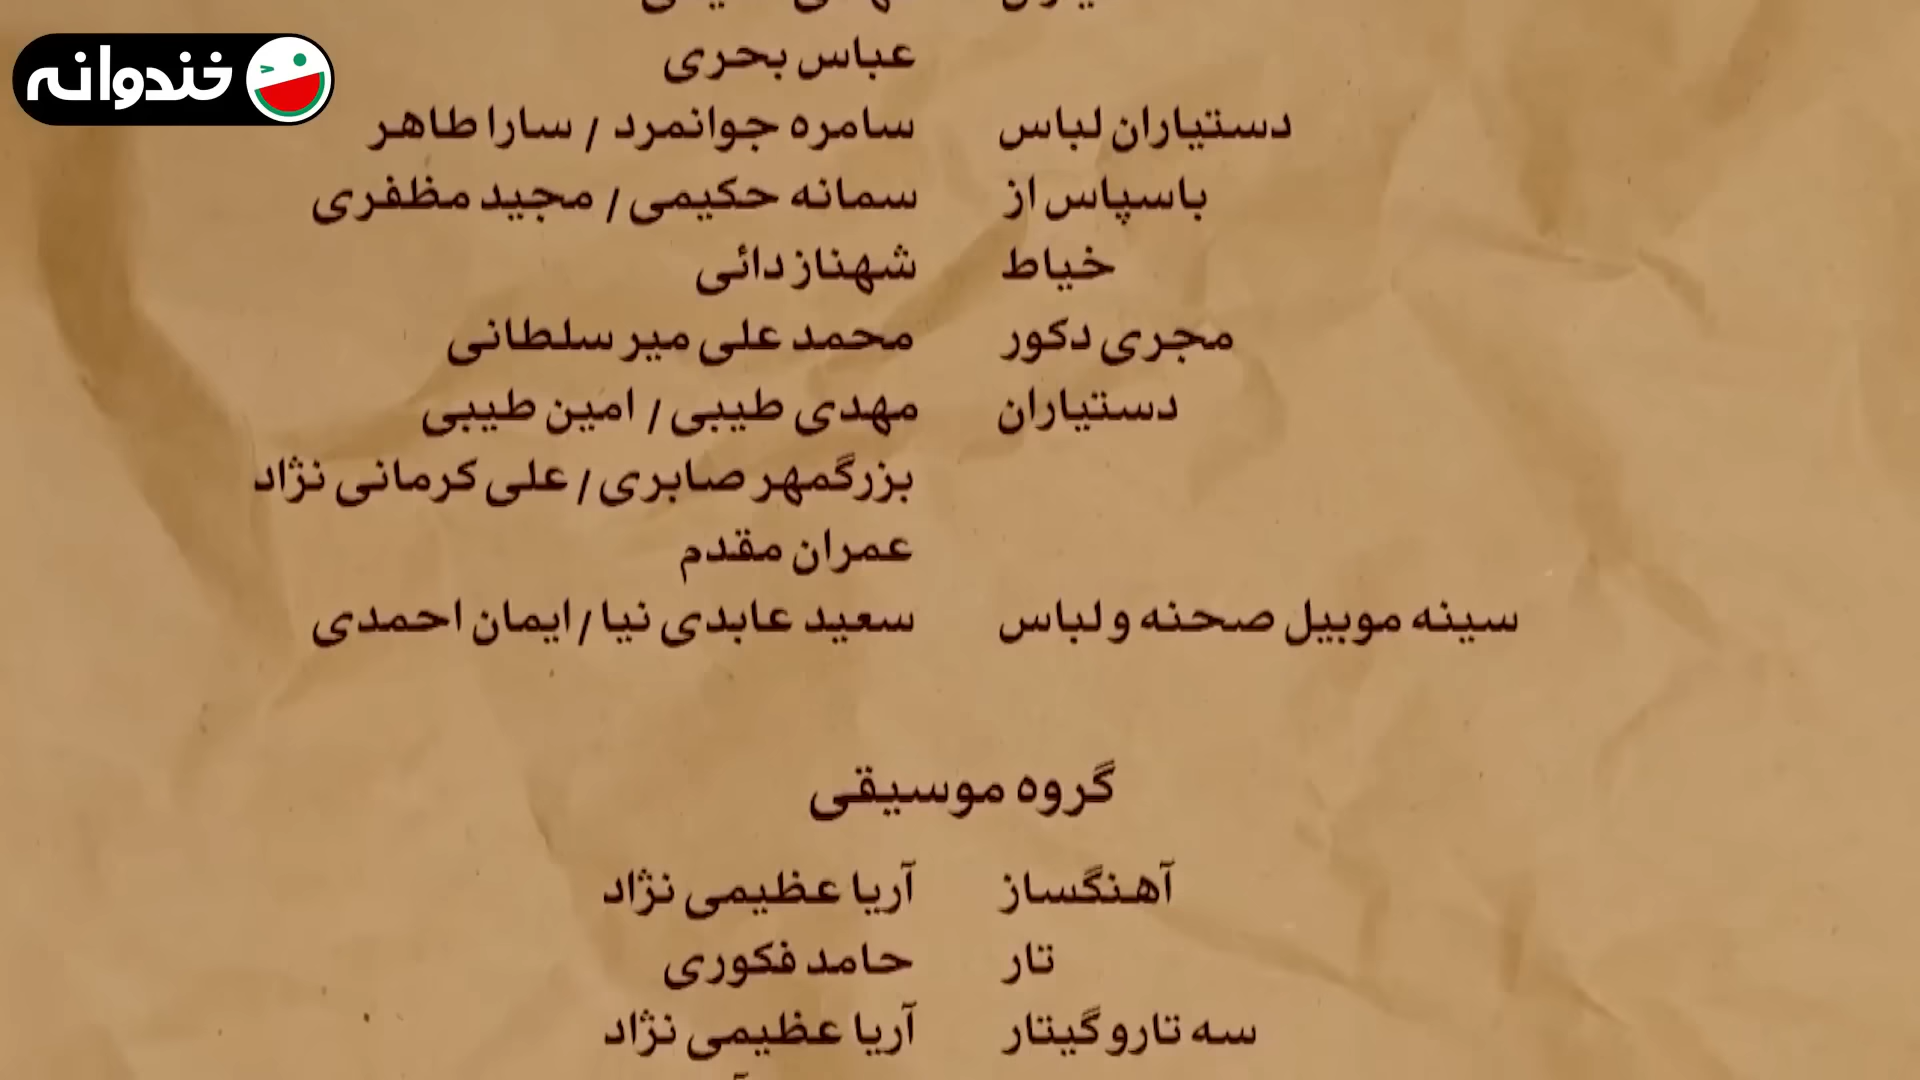 خندوانه
عباس بحری
دستیاران لباس سامره جوانمرد / سارا طاهر
باسپاس از سمانه حکیمی / مجید مظفری
خیاط شهناز دائی
مجری دکور محمد علی میر سلطانی
دستیاران مهدی طیبی / امین طیبی
بزرگمهر صابری / علی کرمانی نژاد
عمران مقدم
سینه موبیل صحنه و لباس سعید عابدی نیا / ایمان احمدی
گروه موسیقی
آهنگساز آریا عظیمی نژاد
تار حامد فکوری
سه تار و گیتار آریا عظیمی نژاد